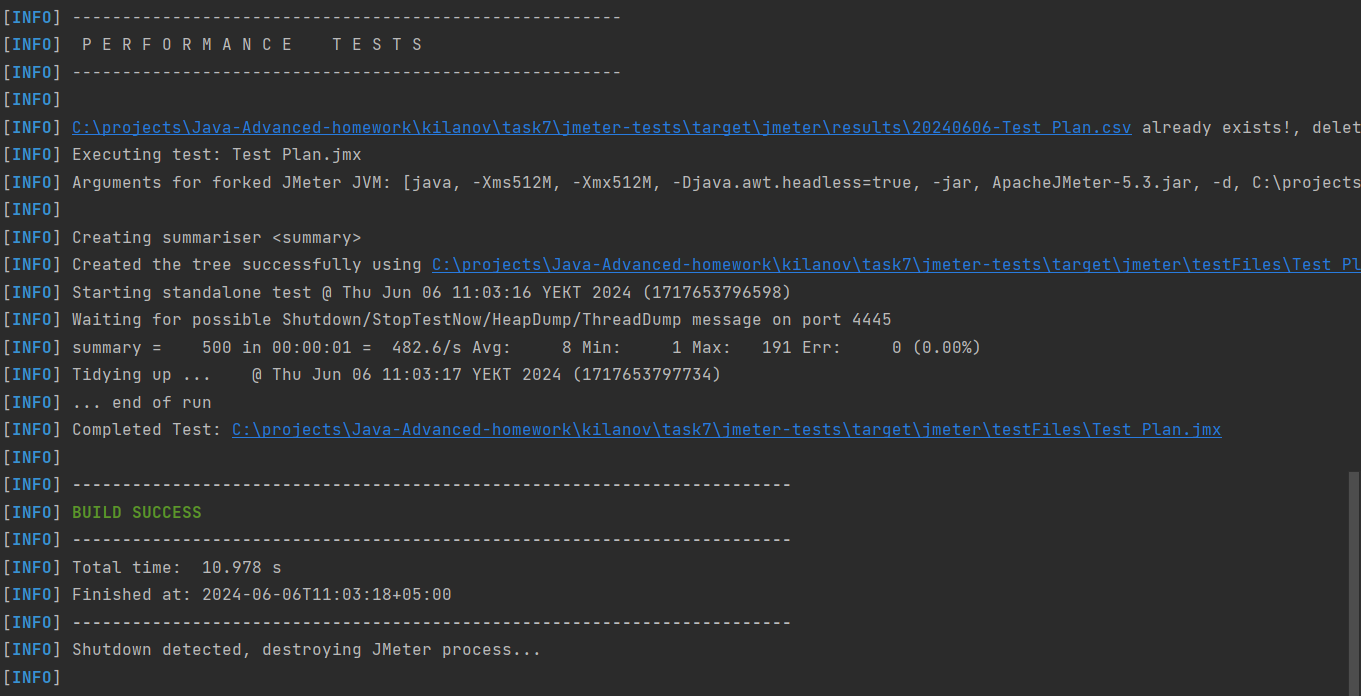 [INFO] -------------------------------------------------------
[INFO]  P E R F O R M A N C E    T E S T S
[INFO] -------------------------------------------------------
[INFO]
[INFO] C:\projects\Java-Advanced-homework\kilanov\task7\jmeter-tests\target\jmeter\results\20240606-Test Plan.csv already exists!, delet
[INFO] Executing test: Test Plan.jmx
[INFO] Arguments for forked JMeter JVM: [java, -Xms512M, -Xmx512M, -Djava.awt.headless=true, -jar, ApacheJMeter-5.3.jar, -d, C:\projects
[INFO]
[INFO] Creating summariser <summary>
[INFO] Created the tree successfully using C:\projects\Java-Advanced-homework\kilanov\task7\jmeter-tests\target\jmeter\testFiles\Test Pl
[INFO] Starting standalone test @ Thu Jun 06 11:03:16 YEKT 2024 (1717653796598)
[INFO] Waiting for possible Shutdown/StopTestNow/HeapDump/ThreadDump message on port 4445
[INFO] summary =    500 in 00:00:01 =  482.6/s Avg:     8 Min:     1 Max:   191 Err:     0 (0.00%)
[INFO] Tidying up ...    @ Thu Jun 06 11:03:17 YEKT 2024 (1717653797734)
[INFO] ... end of run
[INFO] Completed Test: C:\projects\Java-Advanced-homework\kilanov\task7\jmeter-tests\target\jmeter\testFiles\Test Plan.jmx
[INFO]
[INFO] ------------------------------------------------------------------------
[INFO] BUILD SUCCESS
[INFO] ------------------------------------------------------------------------
[INFO] Total time:  10.978 s
[INFO] Finished at: 2024-06-06T11:03:18+05:00
[INFO] ------------------------------------------------------------------------
[INFO] Shutdown detected, destroying JMeter process...
[INFO]